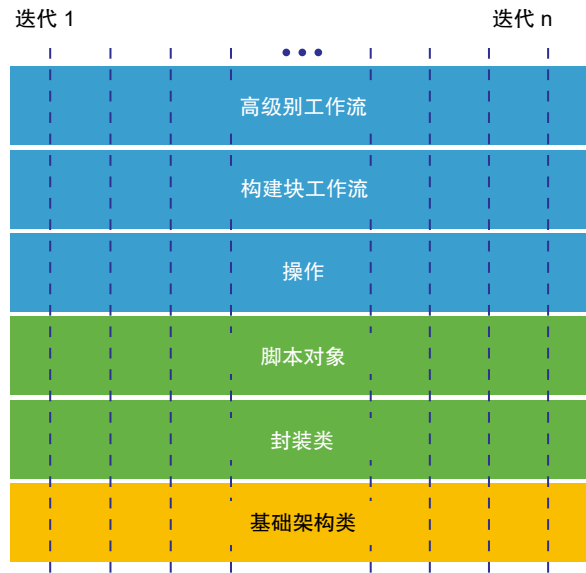 迭代 1 迭代 n
高级别工作流
构建块工作流
操作
脚本对象
封装类
基础架构类